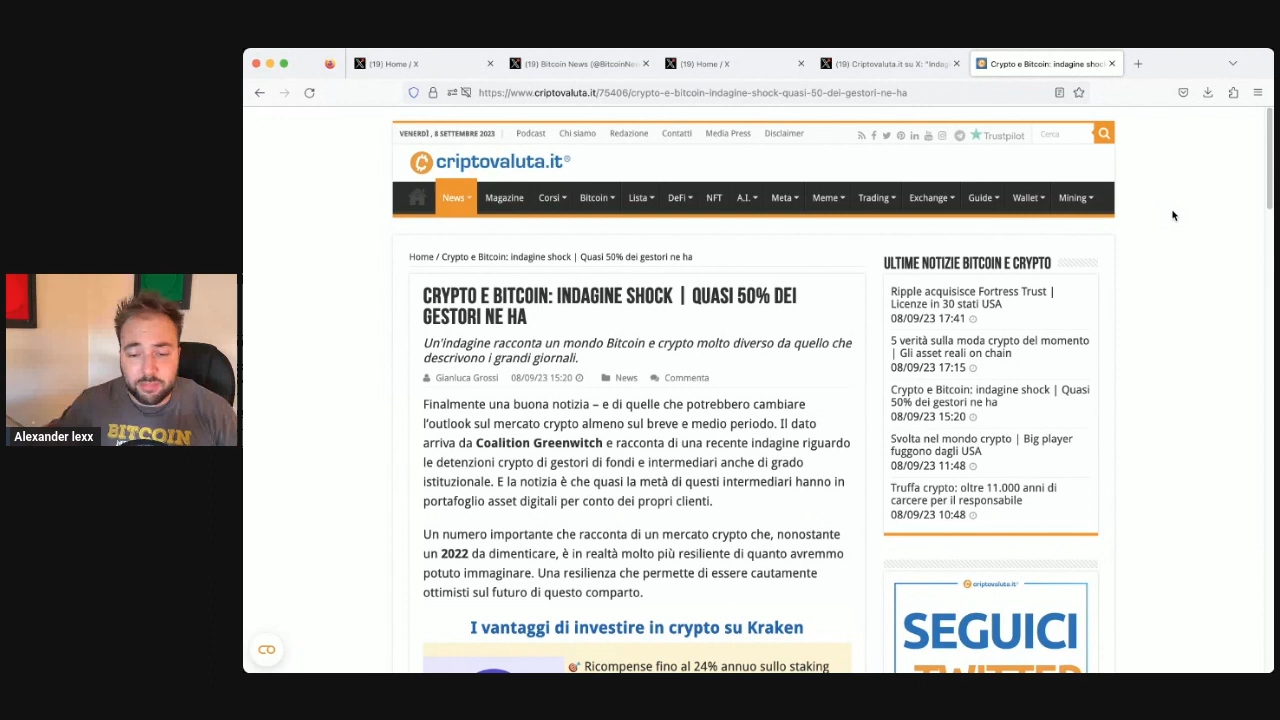 (19) Home / X
(19) Bitcoin News (@BitcoinNew
(19) Home / X
(19) Criptovaluta.it su X: "Indag
Crypto e Bitcoin: indagine shoc
https://www.criptovaluta.it/75406/crypto-e-bitcoin-indagine-shock-quasi-50-dei-gestori-ne-ha
VENERDÌ, 8 SETTEMBRE 2023 Podcast Chi siamo Redazione Contatti Media Press Disclaimer Trustpilot Cerca
criptovaluta.it®
News Magazine Corsi Bitcoin Lista DeFi NFT A.I. Meta Meme Trading Exchange Guide Wallet Mining
Home / Crypto e Bitcoin: indagine shock | Quasi 50% dei gestori ne ha
CRYPTO E BITCOIN: INDAGINE SHOCK | QUASI 50% DEI
GESTORI NE HA
Un'indagine racconta un mondo Bitcoin e crypto molto diverso da quello che
descrivono i grandi giornali.
Gianluca Grossi 08/09/23 15:20 News Commenta
Finalmente una buona notizia – e di quelle che potrebbero cambiare
l'outlook sul mercato crypto almeno sul breve e medio periodo. Il dato
arriva da Coalition Greenwitch e racconta di una recente indagine riguardo
le detenzioni crypto di gestori di fondi e intermediari anche di grado
istituzionale. E la notizia è che quasi la metà di questi intermediari hanno in
portafoglio asset digitali per conto dei propri clienti.
Un numero importante che racconta di un mercato crypto che, nonostante
un 2022 da dimenticare, è in realtà molto più resiliente di quanto avremmo
potuto immaginare. Una resilienza che permette di essere cautamente
ottimisti sul futuro di questo comparto.
I vantaggi di investire in crypto su Kraken
Ricompense fino al 24% annuo sullo staking
ULTIME NOTIZIE BITCOIN E CRYPTO
Ripple acquisisce Fortress Trust |
Licenze in 30 stati USA
08/09/23 17:41
5 verità sulla moda crypto del momento
| Gli asset reali on chain
08/09/23 17:15
Crypto e Bitcoin: indagine shock | Quasi
50% dei gestori ne ha
08/09/23 15:20
Svolta nel mondo crypto | Big player
fuggono dagli USA
08/09/23 11:48
Truffa crypto: oltre 11.000 anni di
carcere per il responsabile
08/09/23 10:48
criptovaluta.it®
SEGUICI
TWITTER
BITCOIN
Alexander lexx